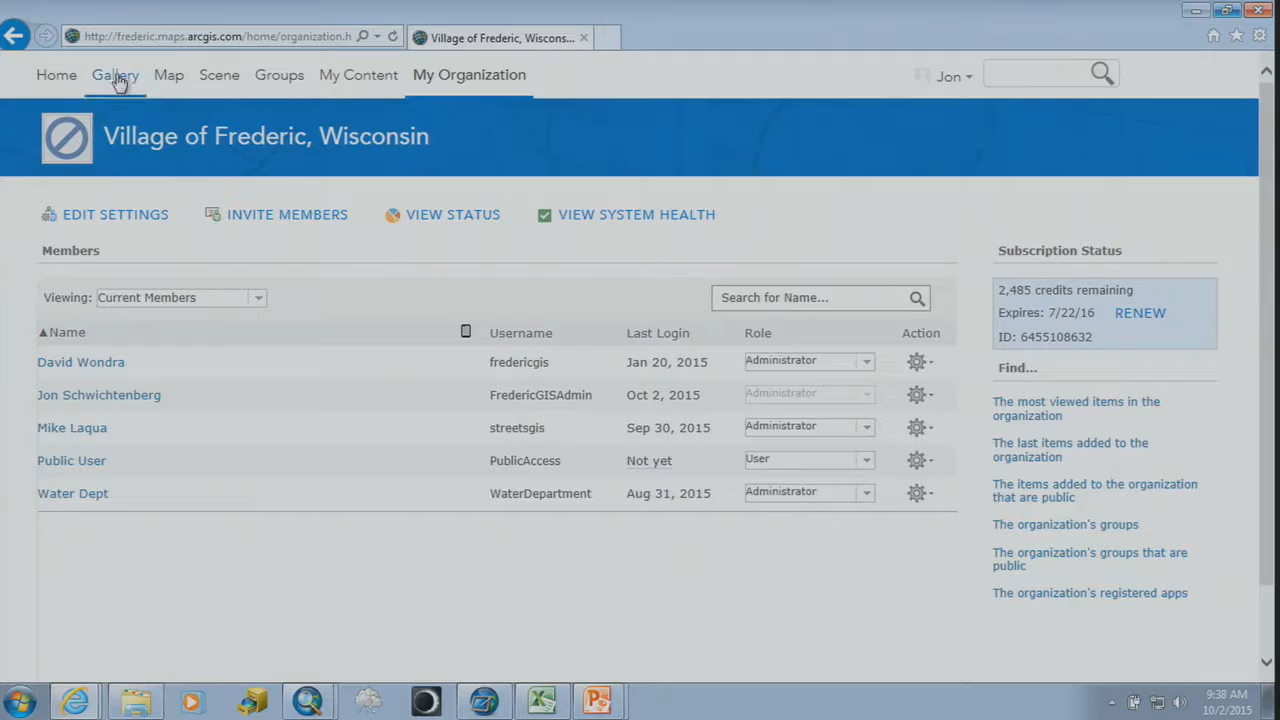 http://frederic.maps.arcgis.com/home/organization.h
Village of Frederic, Wiscons...
Home Gallery Map Scene Groups My Content My Organization Jon
Village of Frederic, Wisconsin
EDIT SETTINGS INVITE MEMBERS VIEW STATUS VIEW SYSTEM HEALTH
Members
Viewing: Current Members
Search for Name...
Name Username Last Login Role Action
David Wondra fredericgis Jan 20, 2015 Administrator
Jon Schwichtenberg FredericGISAdmin Oct 2, 2015 Administrator
Mike Laqua streetsgis Sep 30, 2015 Administrator
Public User PublicAccess Not yet User
Water Dept WaterDepartment Aug 31, 2015 Administrator
Subscription Status
2,485 credits remaining
Expires: 7/22/16 RENEW
ID: 6455108632
Find...
The most viewed items in the
organization
The last items added to the
organization
The items added to the organization
that are public
The organization's groups
The organization's groups that are
public
The organization's registered apps
9:38 AM
10/2/2015